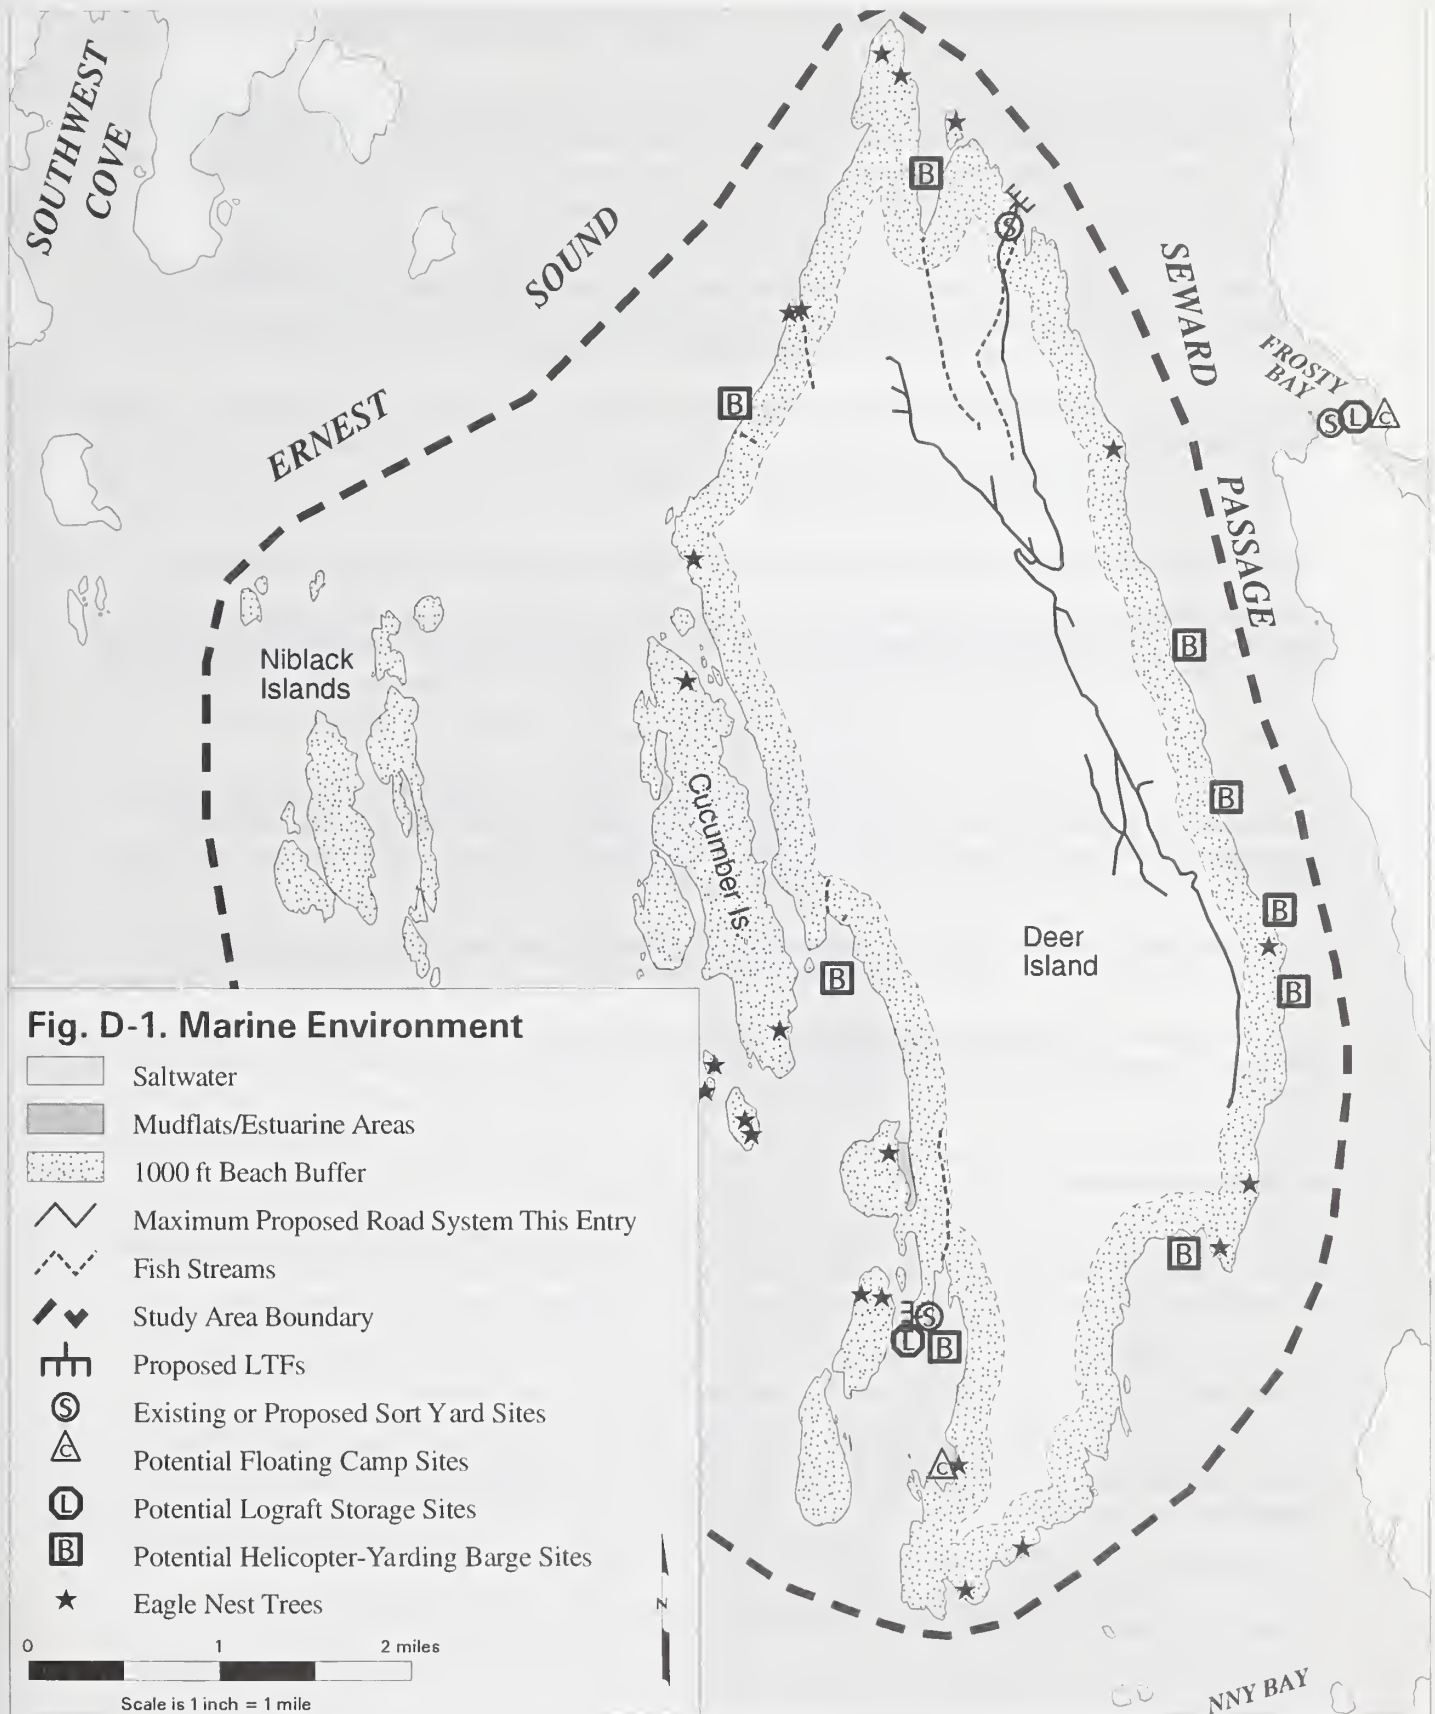 SOUTHWEST
COVE
ERNEST
SOUND
SEWARD
PASSAGE
FROSTY
BAY
B
S
S
L
C
B
B
B
B
B
B
B
S
L
B
C
Niblack
Islands
Cucumber Is.
Deer
Island
NNY BAY
Fig. D-1. Marine Environment
Saltwater
Mudflats/Estuarine Areas
1000 ft Beach Buffer
Maximum Proposed Road System This Entry
Fish Streams
Study Area Boundary
Proposed LTFs
S Existing or Proposed Sort Yard Sites
C Potential Floating Camp Sites
L Potential Lograft Storage Sites
B Potential Helicopter-Yarding Barge Sites
Eagle Nest Trees
N
0 1 2 miles
Scale is 1 inch = 1 mile